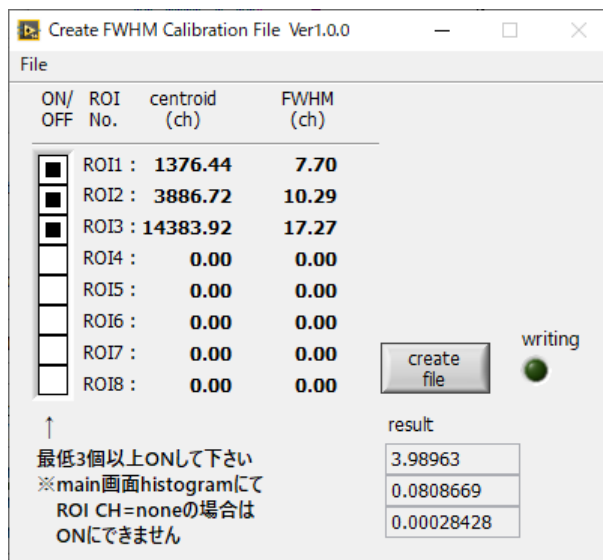 Create FWHM Calibration File Ver1.0.0
File
ON/ ROI centroid FWHM
OFF No. (ch) (ch)
ROI1 : 1376.44 7.70
ROI2 : 3886.72 10.29
ROI3 : 14383.92 17.27
ROI4 : 0.00 0.00
ROI5 : 0.00 0.00
ROI6 : 0.00 0.00
ROI7 : 0.00 0.00
ROI8 : 0.00 0.00
writing
create
file
↑
最低3個以上ONして下さい
※main画面histogramにて
ROI CH=noneの場合は
ONにできません
result
3.98963
0.0808669
0.00028428